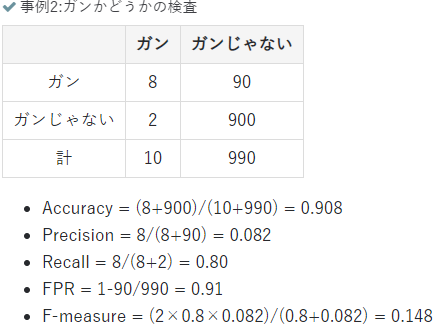 事例2:ガンかどうかの検査
ガン ガンじゃない
ガン 8 90
ガンじゃない 2 900
計 10 990
• Accuracy = (8+900)/(10+990) = 0.908
• Precision = 8/(8+90) = 0.082
• Recall = 8/(8+2) = 0.80
• FPR = 1-90/990 = 0.91
• F-measure = (2×0.8×0.082)/(0.8+0.082) = 0.148